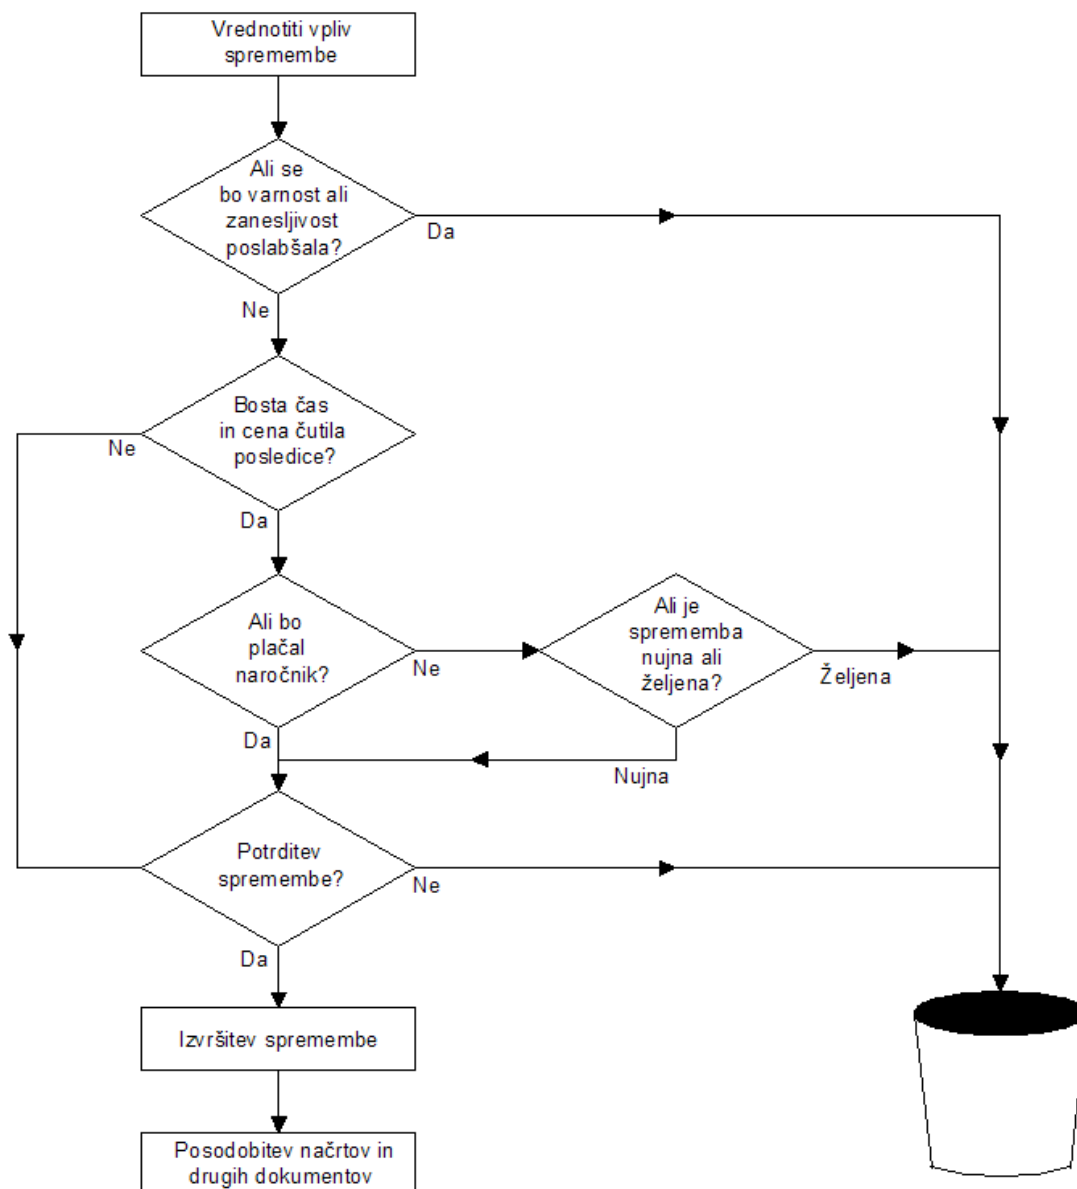 Vrednotiti vpliv
spremembe
Ali se
bo varnost ali
zanesljivost
poslabšala?
Da
Ne
Bosta čas
in cena čutila
posledice?
Ne
Da
Ali bo
plačal
naročnik?
Ne
Ali je
sprememba
nujna ali
željena?
Željena
Da
Nujna
Potrditev
spremembe?
Ne
Da
Izvršitev spremembe
Posodobitev načrtov in
drugih dokumentov